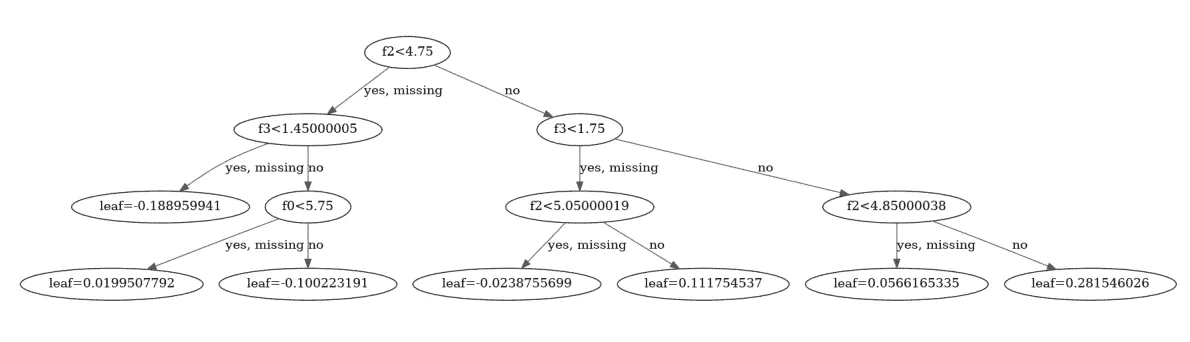 f2<4.75
yes, missing
no
f3<1.45000005
f3<1.75
yes, missing
no
yes, missing
no
leaf=-0.188959941
f0<5.75
f2<5.05000019
f2<4.85000038
yes, missing
no
yes, missing
no
yes, missing
no
leaf=0.0199507792
leaf=-0.100223191
leaf=-0.0238755699
leaf=0.111754537
leaf=0.0566165335
leaf=0.281546026